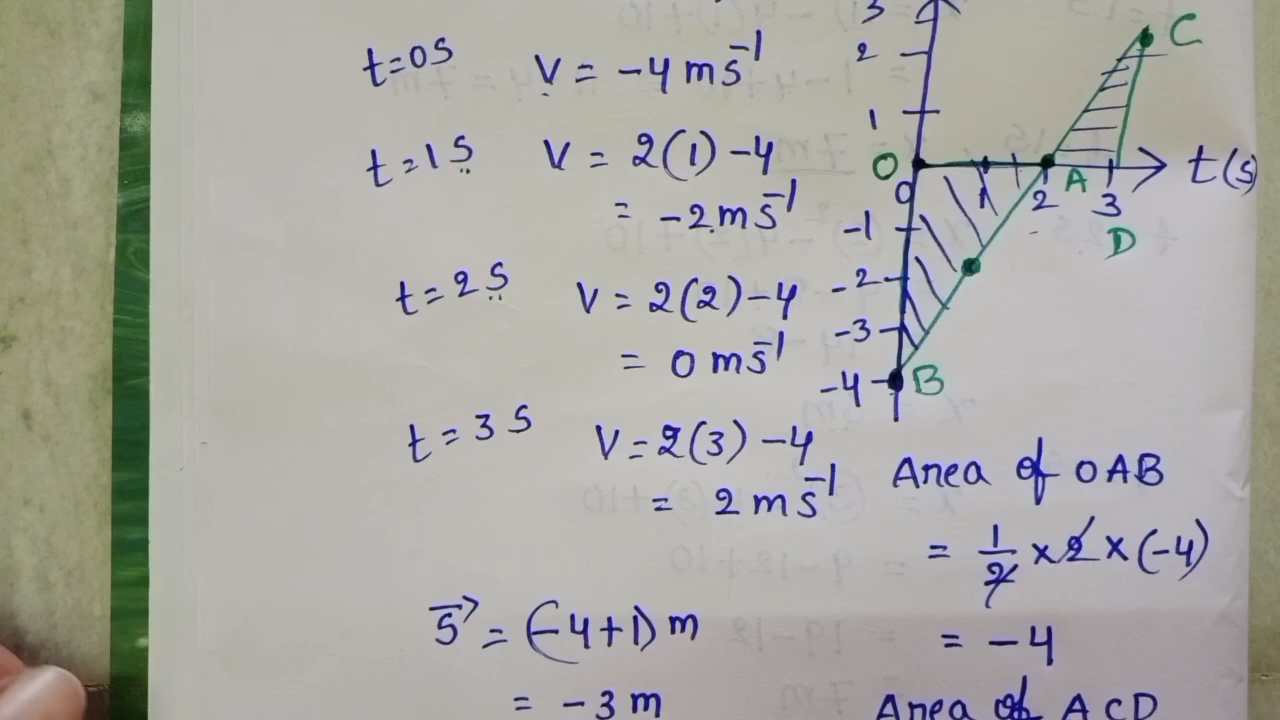 t=0s V = -4 ms⁻¹
t=1s V = 2(1)-4
= -2 ms⁻¹
t=2s V = 2(2)-4
= 0 ms⁻¹
t=3s V=2(3)-4
= 2 ms⁻¹
S⃗ = (-4+1) m
= -3 m
3
2 C
1
O A t(s)
0 1 2 3
-1 D
-2
-3
-4 B
Area of OAB
= 1/2 × 2 × (-4)
= -4
Area of ACD